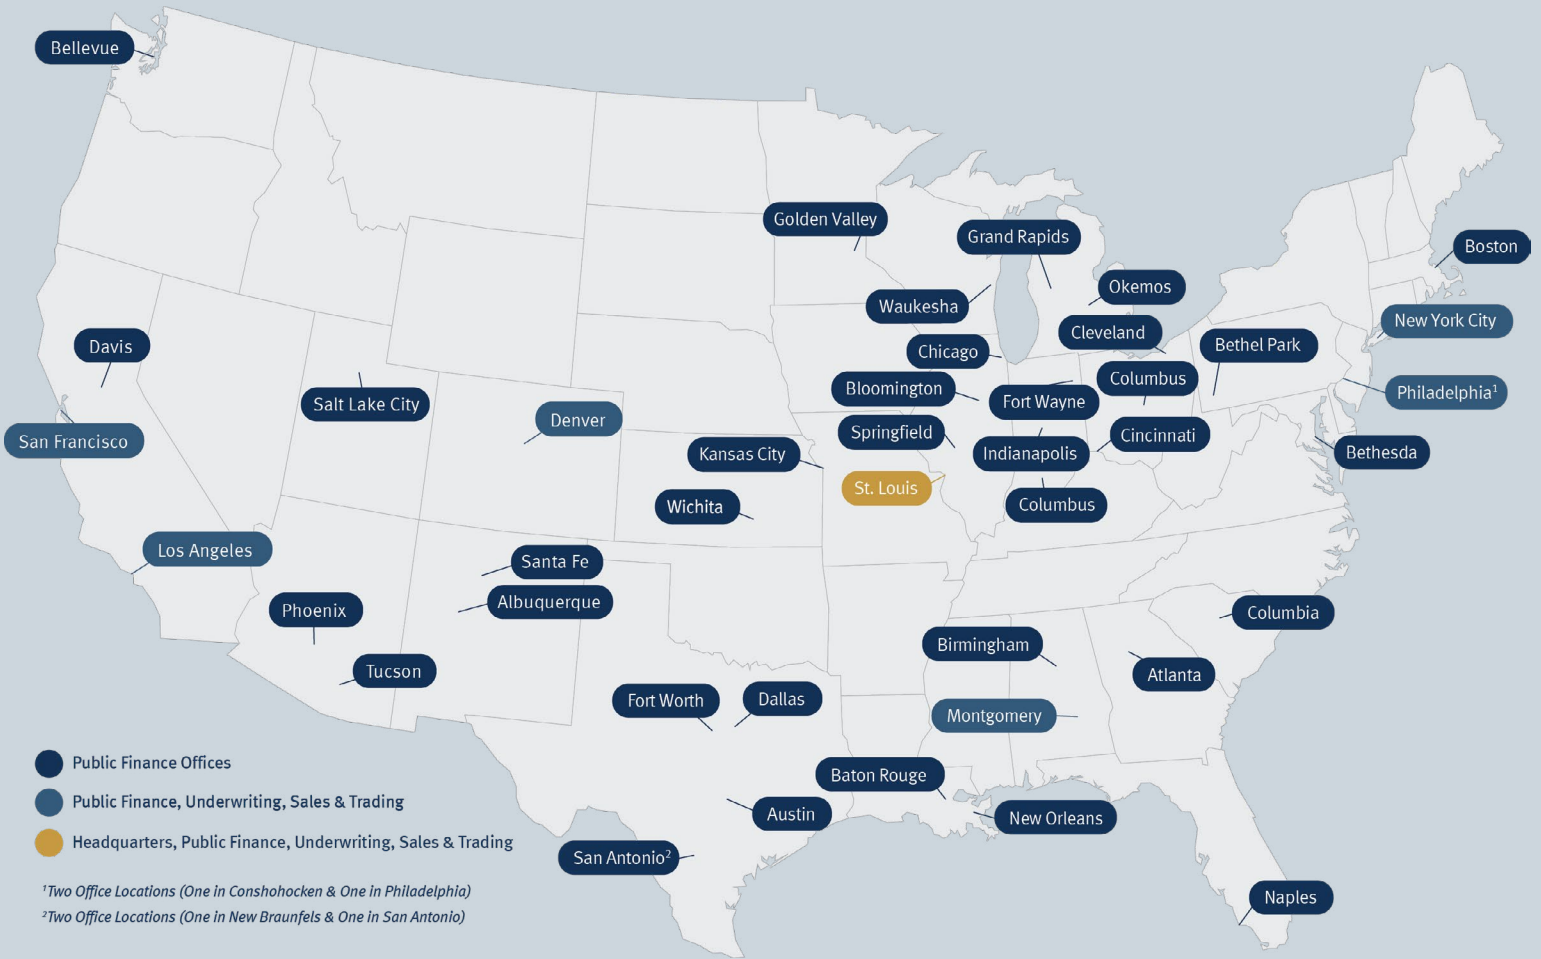 Bellevue
Golden Valley
Grand Rapids
Boston
Okemos
Waukesha
New York City
Cleveland
Bethel Park
Davis
Chicago
Columbus
Bloomington
Philadelphia¹
Fort Wayne
Salt Lake City
Denver
Springfield
Cincinnati
San Francisco
Kansas City
Indianapolis
Bethesda
St. Louis
Wichita
Columbus
Los Angeles
Santa Fe
Albuquerque
Phoenix
Columbia
Birmingham
Tucson
Atlanta
Fort Worth
Dallas
Montgomery
Public Finance Offices
Baton Rouge
Public Finance, Underwriting, Sales & Trading
Austin
New Orleans
Headquarters, Public Finance, Underwriting, Sales & Trading
San Antonio²
¹Two Office Locations (One in Conshohocken & One in Philadelphia)
Naples
²Two Office Locations (One in New Braunfels & One in San Antonio)